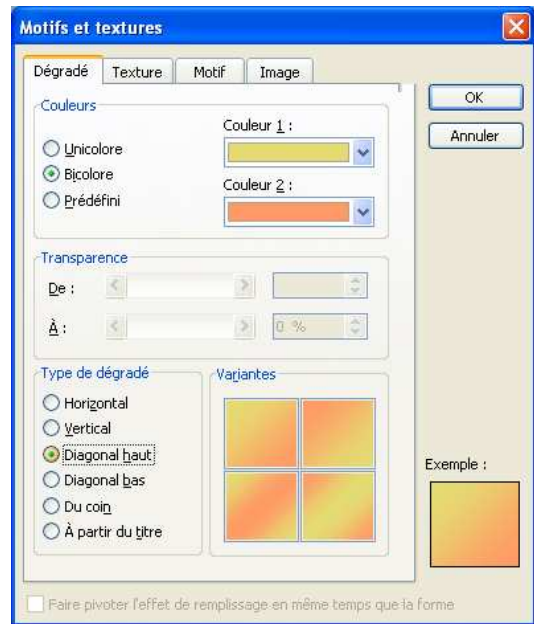 Motifs et textures
Dégradé Texture Motif Image
OK
Annuler
Couleurs
Couleur 1 :
Unicolore
Bicolore
Couleur 2 :
Prédéfini
Transparence
De :
À : 0 %
Type de dégradé
Variantes
Horizontal
Vertical
Diagonal haut
Diagonal bas
Du coin
À partir du titre
Exemple :
Faire pivoter l'effet de remplissage en même temps que la forme